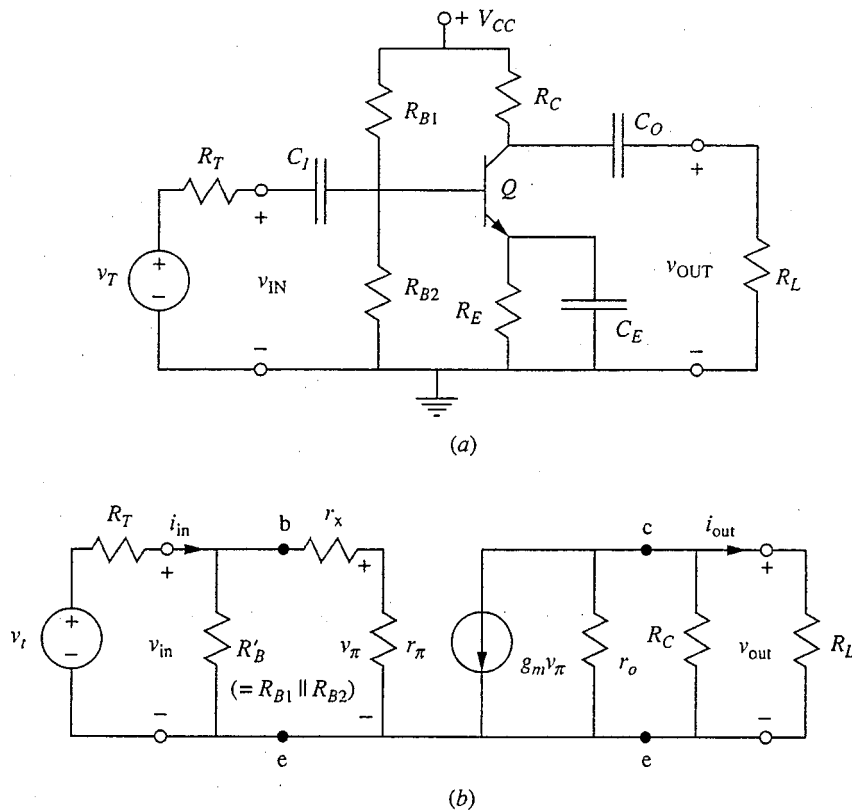 + V_CC
R_B1
R_C
C_O
R_T
C_I
+
+
Q
v_T
+
−
v_IN
R_B2
R_E
C_E
v_OUT
R_L
−
−
(a)
R_T
i_in
b
r_x
c
i_out
+
+
+
v_t
+
−
v_in
R'_B
v_π
r_π
g_m v_π
r_o
R_C
v_out
R_L
(= R_B1 || R_B2)
−
−
−
e
e
(b)